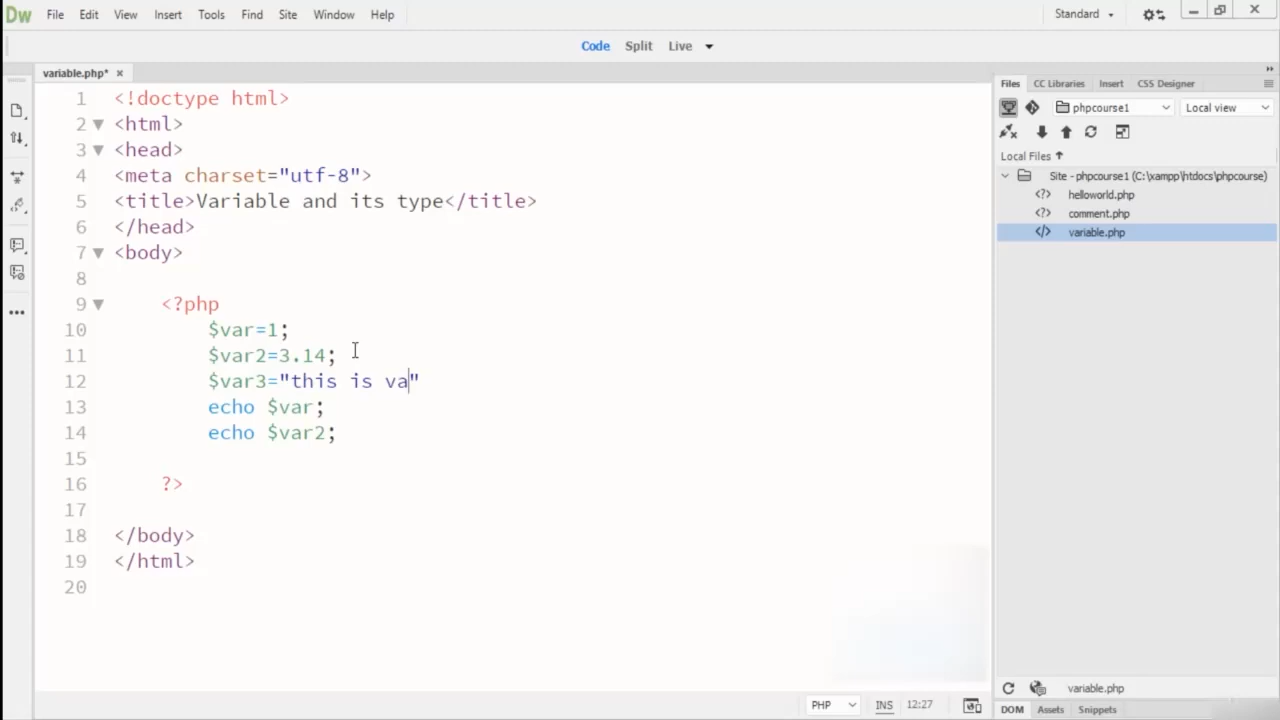 Dw File Edit View Insert Tools Find Site Window Help Standard
Code Split Live
variable.php*
1 <!doctype html>
2 <html>
3 <head>
4 <meta charset="utf-8">
5 <title>Variable and its type</title>
6 </head>
7 <body>
8
9 <?php
10 $var=1;
11 $var2=3.14;
12 $var3="this is va"
13 echo $var;
14 echo $var2;
15
16 ?>
17
18 </body>
19 </html>
20
PHP INS 12:27
Files CC Libraries Insert CSS Designer
phpcourse1 Local view
Local Files
Site - phpcourse1 (C:\xampp\htdocs\phpcourse)
helloworld.php
comment.php
variable.php
variable.php
DOM Assets Snippets